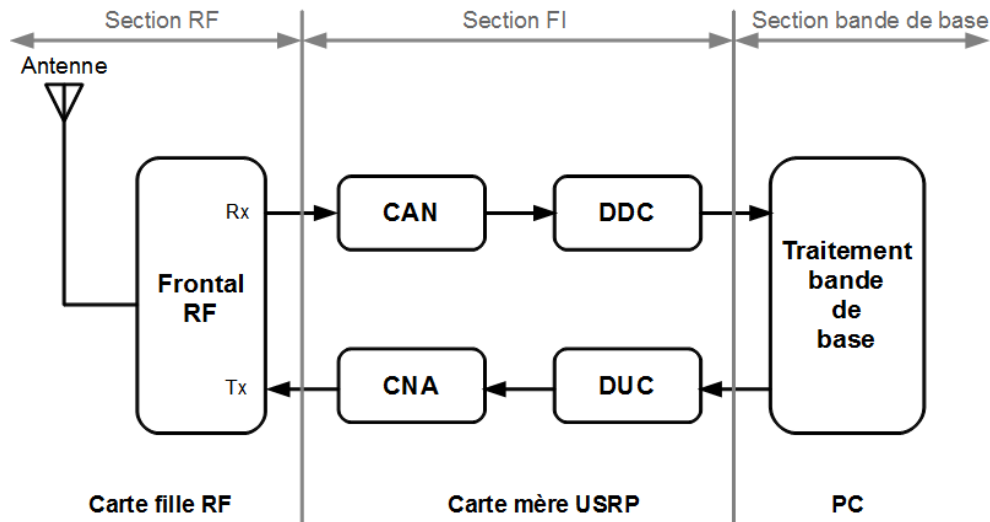 Section RF
Section FI
Section bande de base
Antenne
Rx
CAN
DDC
Frontal
RF
Traitement
bande
de
base
Tx
CNA
DUC
Carte fille RF
Carte mère USRP
PC